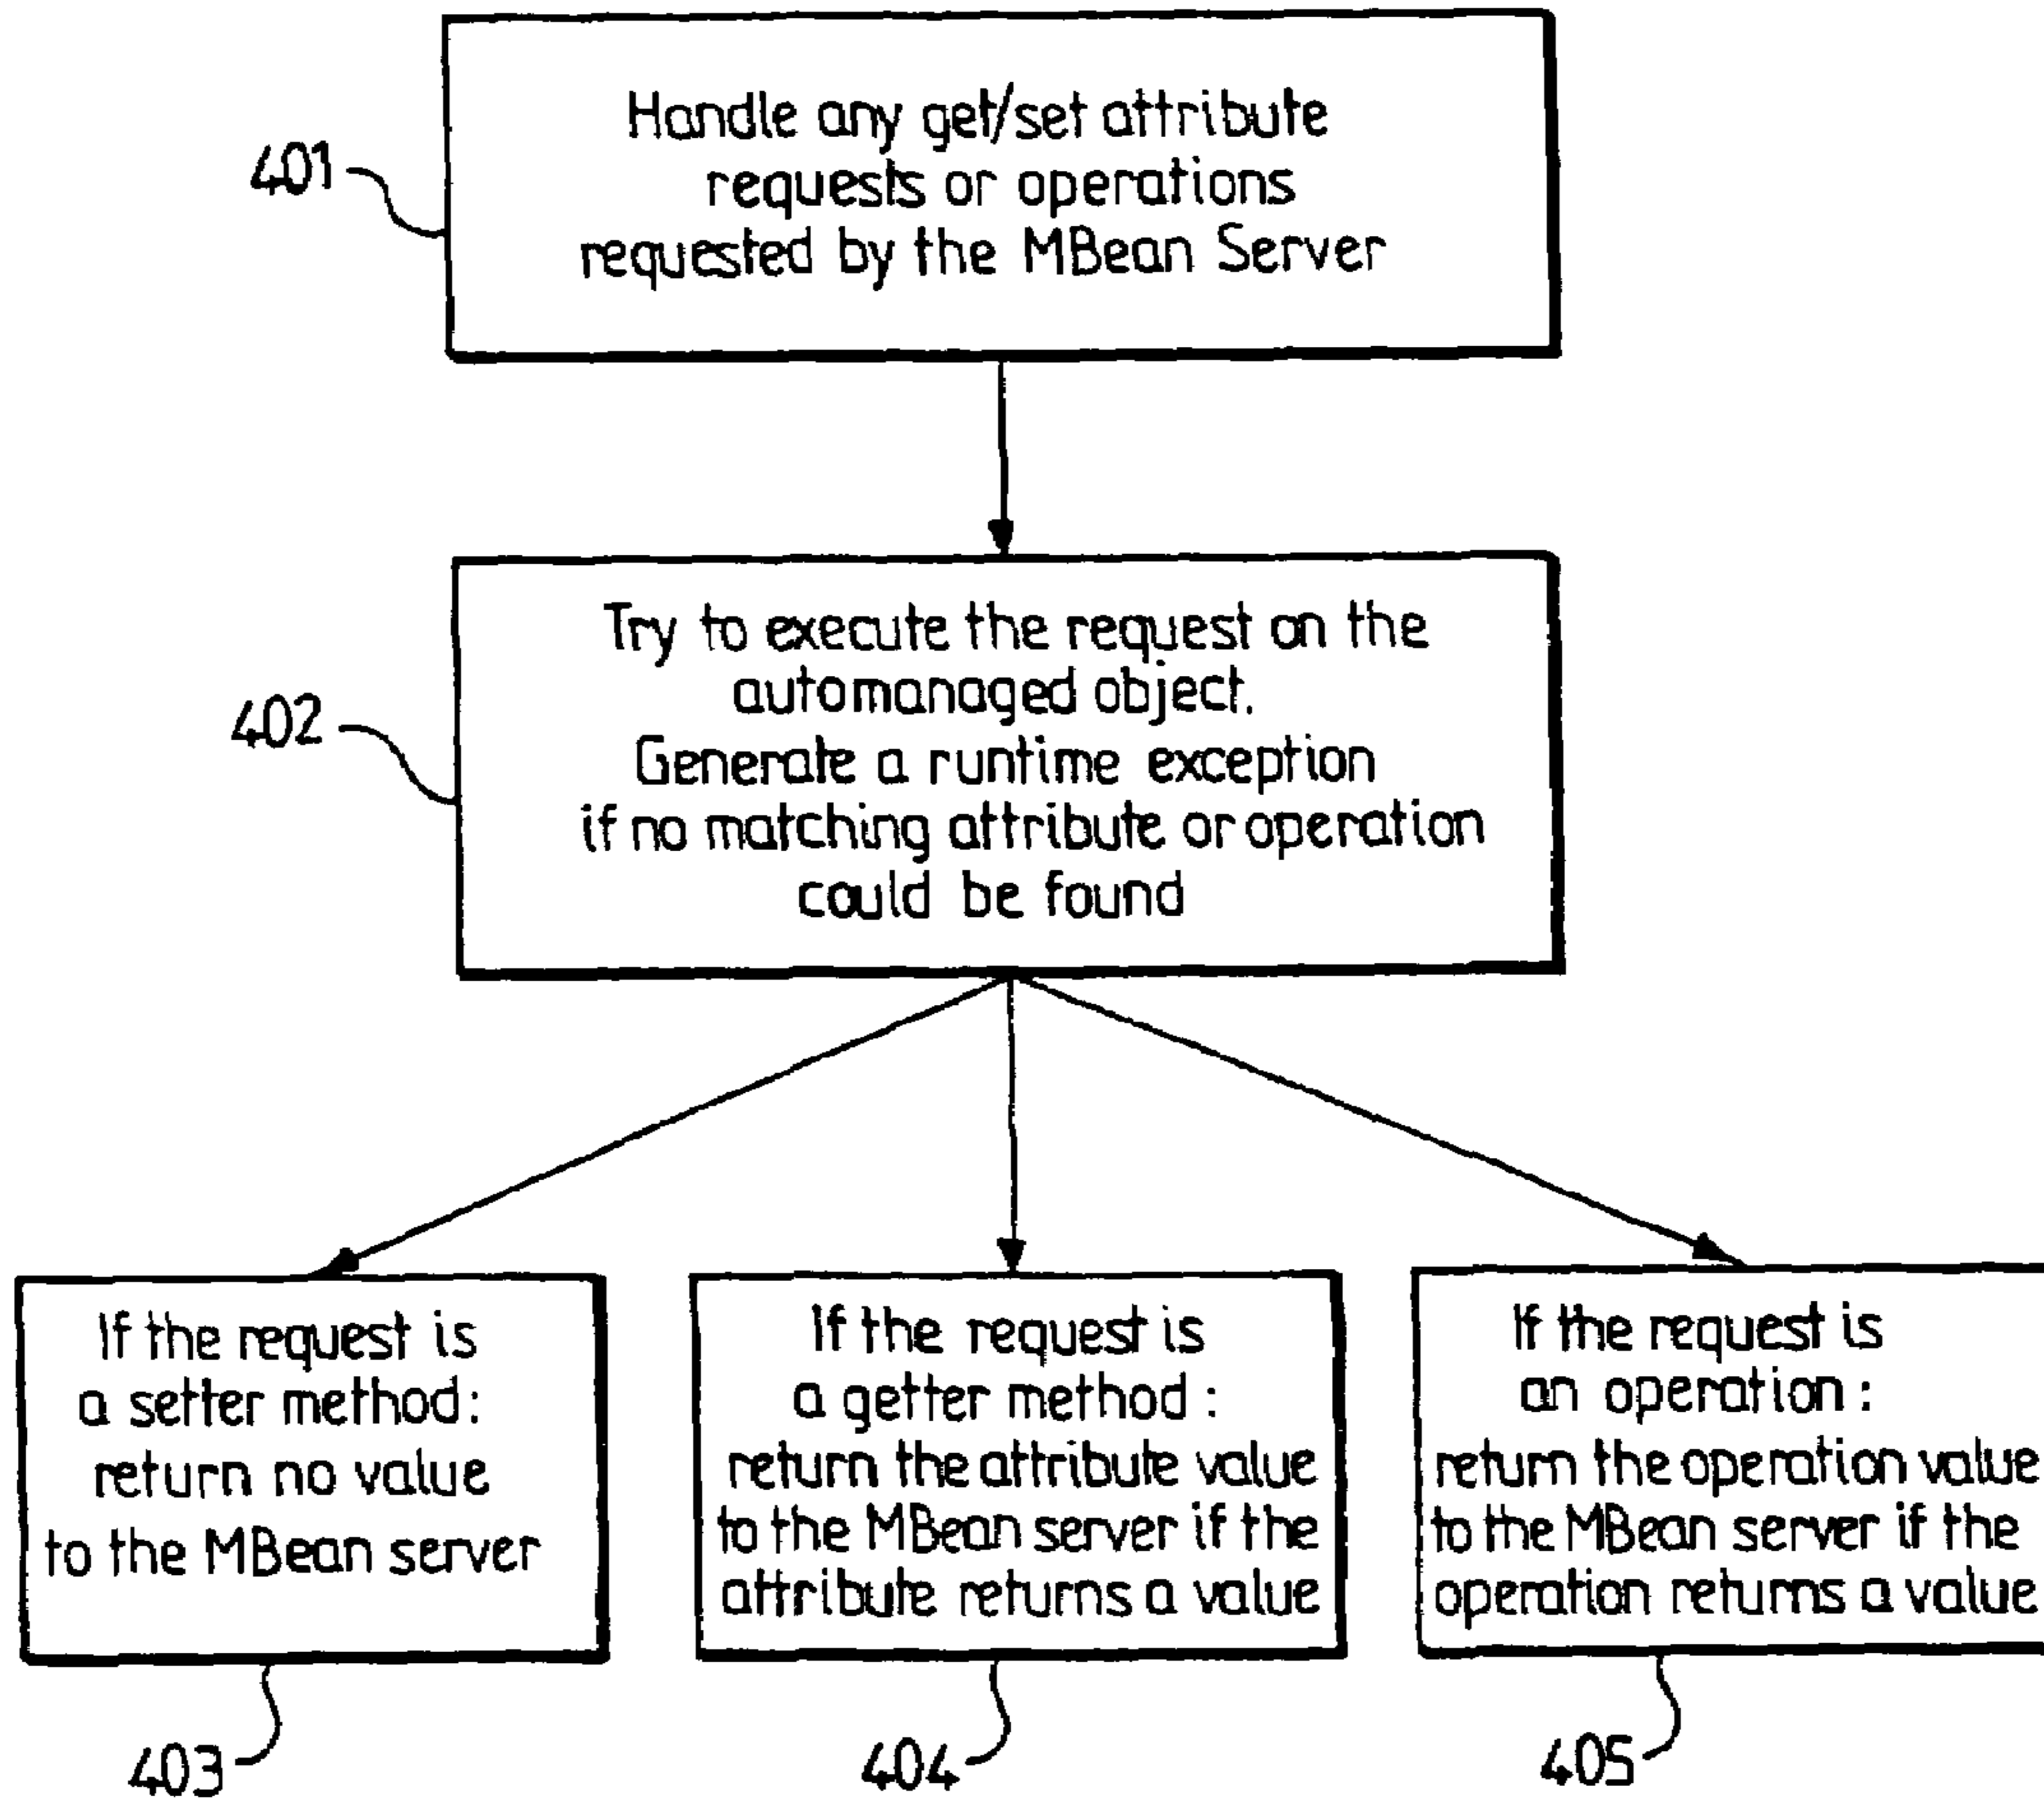 Handle any get/set attribute
requests or operations
requested by the MBean Server
401
Try to execute the request on the
automanaged object.
Generate a runtime exception
if no matching attribute or operation
could be found
402
If the request is
a setter method:
return no value
to the MBean server
403
If the request is
a getter method:
return the attribute value
to the MBean server if the
attribute returns a value
404
If the request is
an operation:
return the operation value
to the MBean server if the
operation returns a value
405